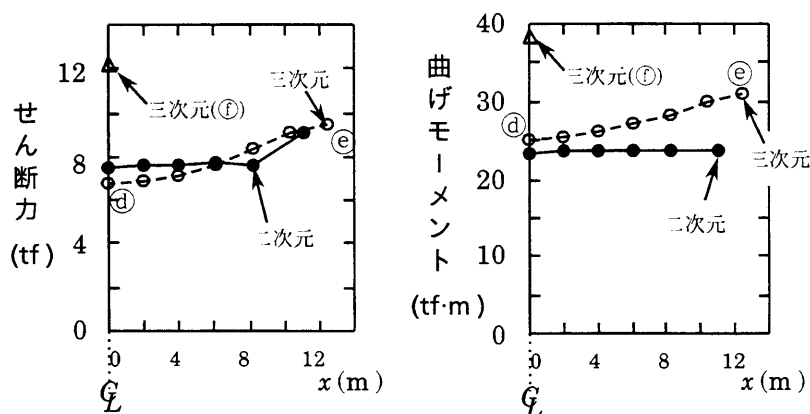 せん断力
(tf)
12
8
4
0
三次元(ⓕ)
三次元
ⓔ
ⓓ
二次元
0 4 8 12
x(m)
℄
曲げモーメント
(tf·m)
40
30
20
10
0
三次元(ⓕ)
ⓔ
ⓓ
三次元
二次元
0 4 8 12
x(m)
℄